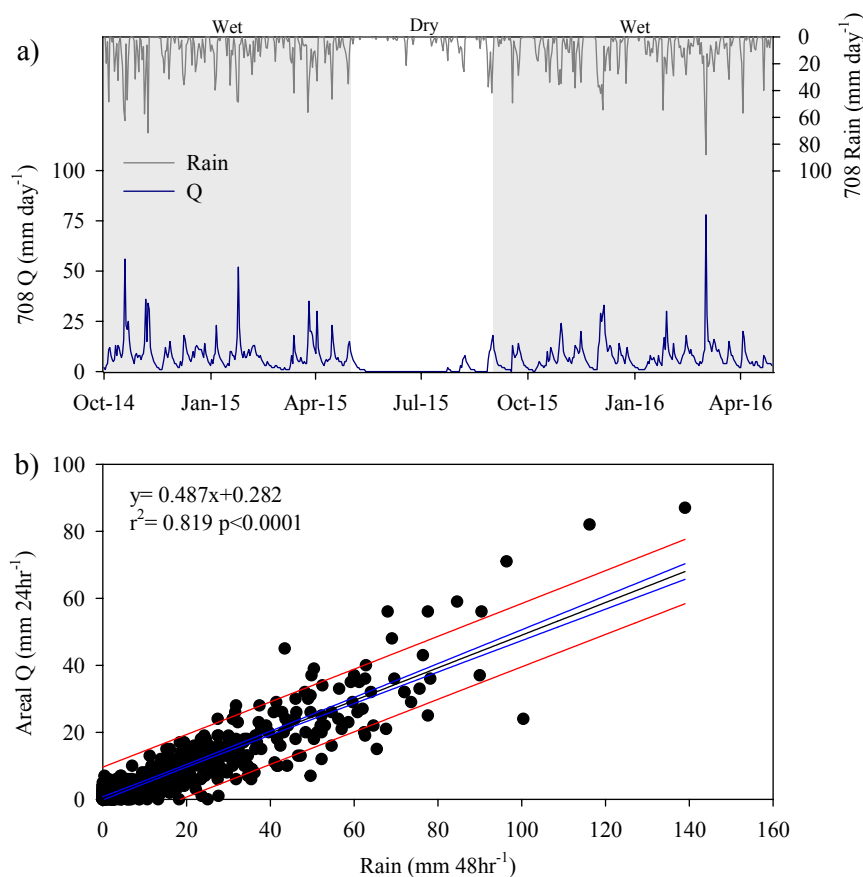 a)
Wet Dry Wet
0
20
40
60
80
100
708 Rain (mm day⁻¹)
Rain
Q
100
75
50
25
0
708 Q (mm day⁻¹)
Oct-14 Jan-15 Apr-15 Jul-15 Oct-15 Jan-16 Apr-16
b)
y= 0.487x+0.282
r²= 0.819 p<0.0001
100
80
60
40
20
0
Areal Q (mm 24hr⁻¹)
0 20 40 60 80 100 120 140 160
Rain (mm 48hr⁻¹)